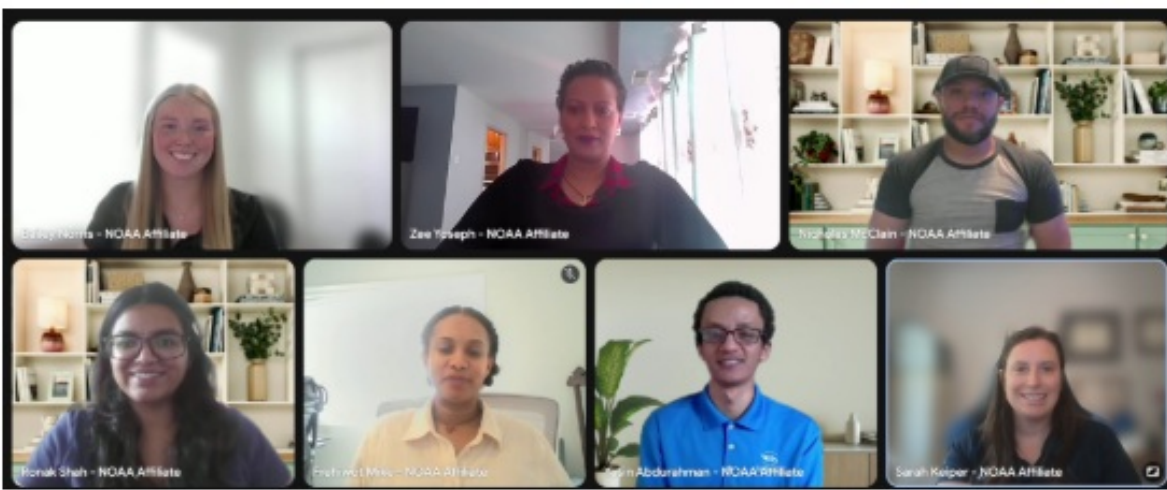 Bailey Norris - NOAA Affiliate
Zee Yoseph - NOAA Affiliate
Nicholas McClain - NOAA Affiliate
Ronak Shah - NOAA Affiliate
- NOAA Affiliate
Abdurahman - NOAA Affiliate
Sarah Keiper - NOAA Affiliate